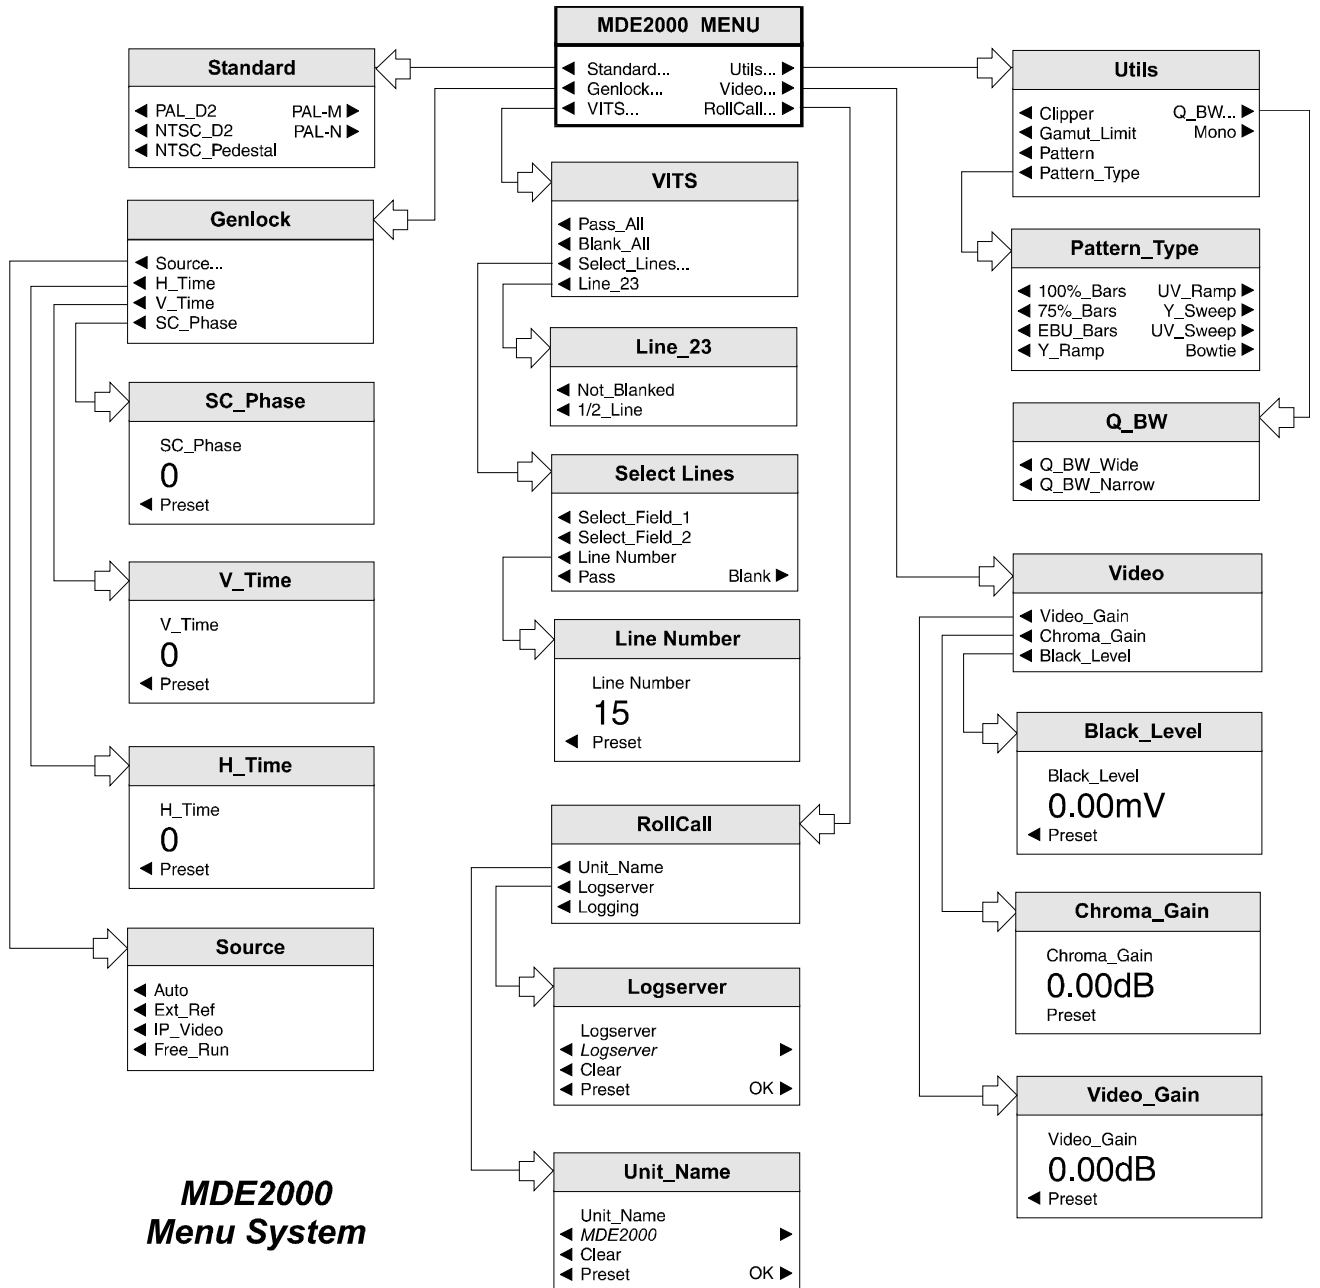 MDE2000 MENU
◄ Standard... Utils... ►
◄ Genlock... Video... ►
◄ VITS... RollCall... ►
Standard
◄ PAL_D2 PAL-M ►
◄ NTSC_D2 PAL-N ►
◄ NTSC_Pedestal
Genlock
◄ Source...
◄ H_Time
◄ V_Time
◄ SC_Phase
SC_Phase
SC_Phase
0
◄ Preset
V_Time
V_Time
0
◄ Preset
H_Time
H_Time
0
◄ Preset
Source
◄ Auto
◄ Ext_Ref
◄ IP_Video
◄ Free_Run
MDE2000
Menu System
VITS
◄ Pass_All
◄ Blank_All
◄ Select_Lines...
◄ Line_23
Line_23
◄ Not_Blanked
◄ 1/2_Line
Select Lines
◄ Select_Field_1
◄ Select_Field_2
◄ Line Number
◄ Pass Blank ►
Line Number
Line Number
15
◄ Preset
RollCall
◄ Unit_Name
◄ Logserver
◄ Logging
Logserver
Logserver
◄ Logserver ►
◄ Clear
◄ Preset OK ►
Unit_Name
Unit_Name
◄ MDE2000 ►
◄ Clear
◄ Preset OK ►
Utils
◄ Clipper Q_BW... ►
◄ Gamut_Limit Mono ►
◄ Pattern
◄ Pattern_Type
Pattern_Type
◄ 100%_Bars UV_Ramp ►
◄ 75%_Bars Y_Sweep ►
◄ EBU_Bars UV_Sweep ►
◄ Y_Ramp Bowtie ►
Q_BW
◄ Q_BW_Wide
◄ Q_BW_Narrow
Video
◄ Video_Gain
◄ Chroma_Gain
◄ Black_Level
Black_Level
Black_Level
0.00mV
◄ Preset
Chroma_Gain
Chroma_Gain
0.00dB
Preset
Video_Gain
Video_Gain
0.00dB
◄ Preset